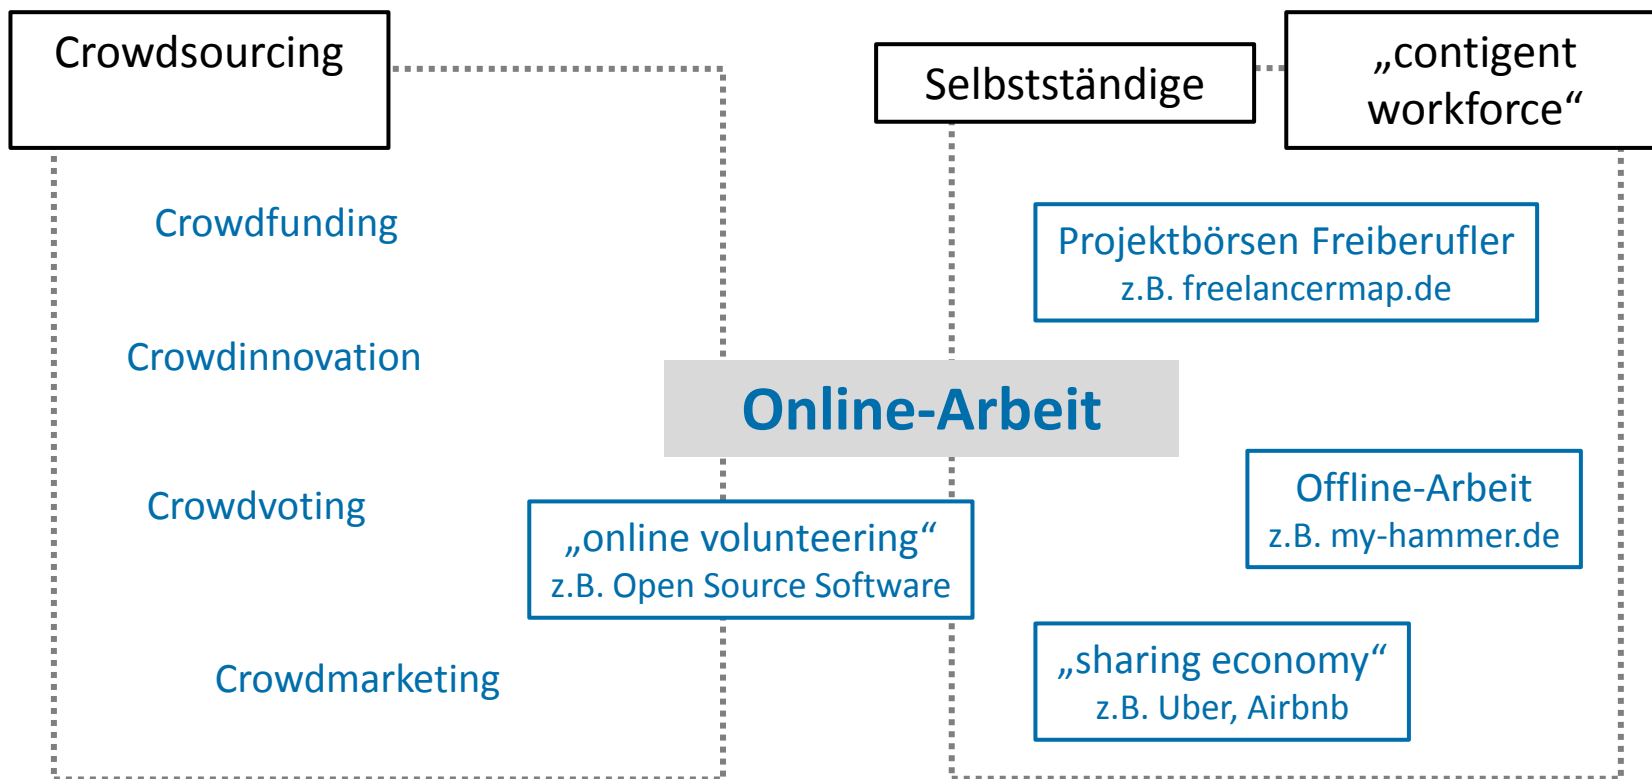 Crowdsourcing
Selbstständige
„contigent
workforce“
Crowdfunding
Crowdinnovation
Crowdvoting
Crowdmarketing
Online-Arbeit
„online volunteering“
z.B. Open Source Software
Projektbörsen Freiberufler
z.B. freelancermap.de
Offline-Arbeit
z.B. my-hammer.de
„sharing economy“
z.B. Uber, Airbnb